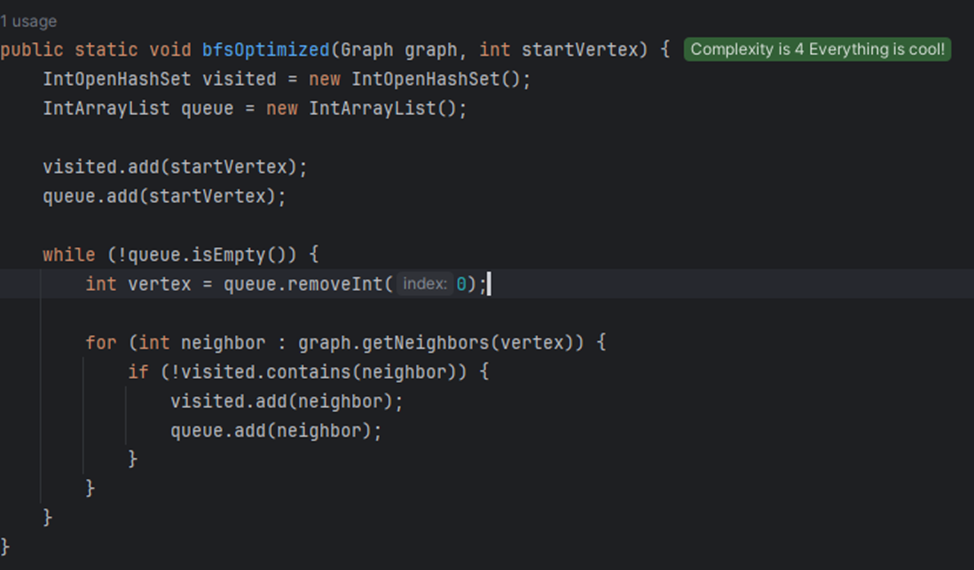 1 usage
public static void bfsOptimized(Graph graph, int startVertex) { Complexity is 4 Everything is cool!
    IntOpenHashSet visited = new IntOpenHashSet();
    IntArrayList queue = new IntArrayList();

    visited.add(startVertex);
    queue.add(startVertex);

    while (!queue.isEmpty()) {
        int vertex = queue.removeInt( index: 0);

        for (int neighbor : graph.getNeighbors(vertex)) {
            if (!visited.contains(neighbor)) {
                visited.add(neighbor);
                queue.add(neighbor);
            }
        }
    }
}